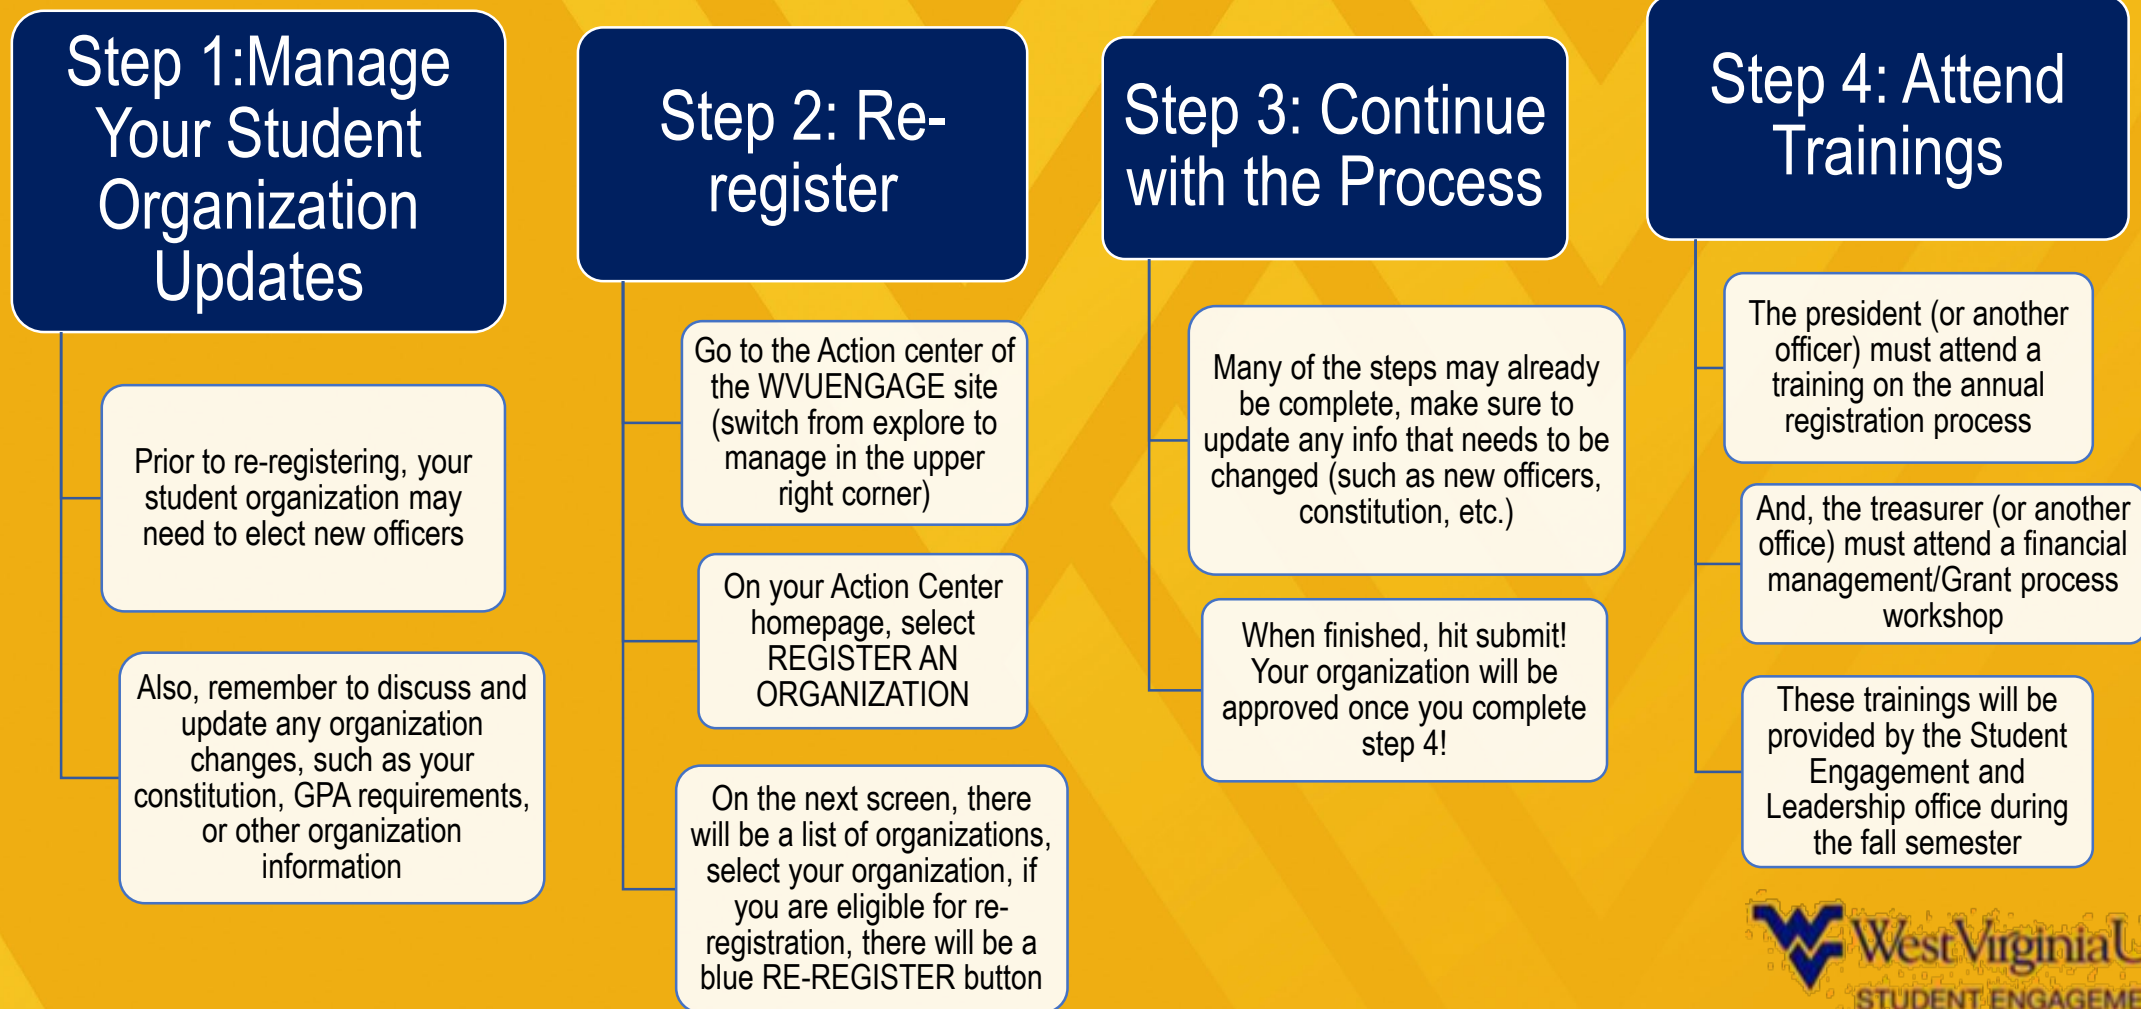 Step 1:Manage
Your Student
Organization
Updates
Prior to re-registering, your
student organization may
need to elect new officers
Also, remember to discuss and
update any organization
changes, such as your
constitution, GPA requirements,
or other organization
information
Step 2: Re-
register
Go to the Action center of
the WVUENGAGE site
(switch from explore to
manage in the upper
right corner)
On your Action Center
homepage, select
REGISTER AN
ORGANIZATION
On the next screen, there
will be a list of organizations,
select your organization, if
you are eligible for re-
registration, there will be a
blue RE-REGISTER button
Step 3: Continue
with the Process
Many of the steps may already
be complete, make sure to
update any info that needs to be
changed (such as new officers,
constitution, etc.)
When finished, hit submit!
Your organization will be
approved once you complete
step 4!
Step 4: Attend
Trainings
The president (or another
officer) must attend a
training on the annual
registration process
And, the treasurer (or another
office) must attend a financial
management/Grant process
workshop
These trainings will be
provided by the Student
Engagement and
Leadership office during
the fall semester
WestVirginiaU
STUDENT ENGAGEME